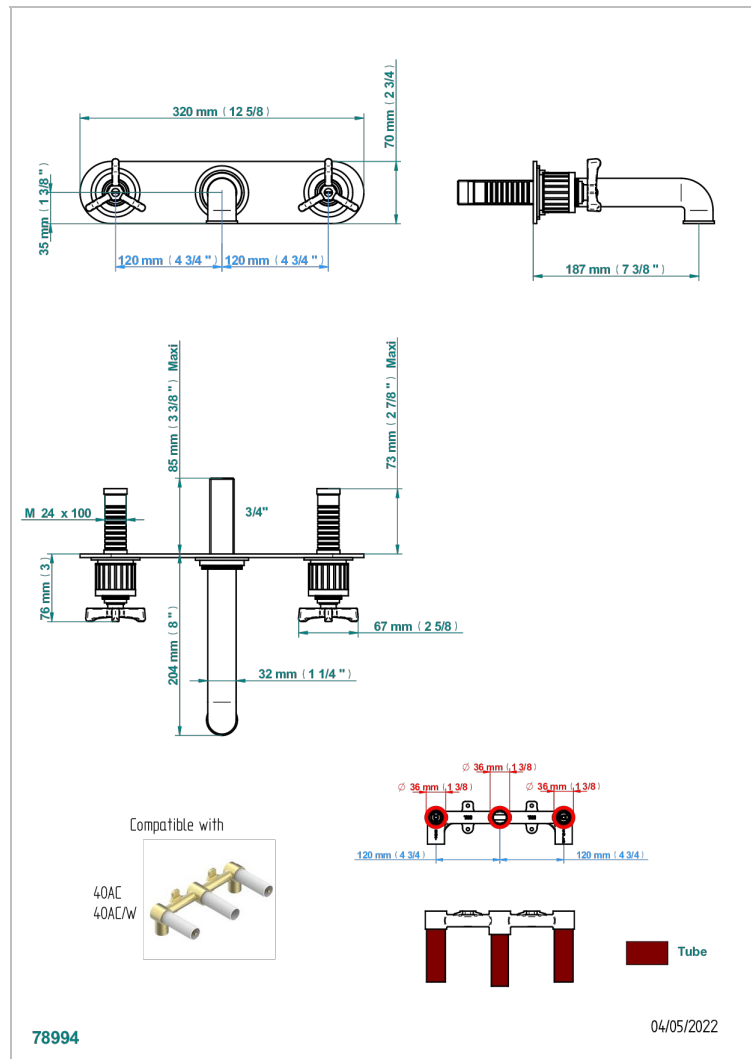 320 mm ( 12 5/8 )
70 mm ( 2 3/4 )
35 mm ( 1 3/8 " )
120 mm ( 4 3/4 " )
120 mm ( 4 3/4 " )
187 mm ( 7 3/8 " )
85 mm ( 3 3/8 " ) Maxi
73 mm ( 2 7/8 " ) Maxi
M 24 x 100
3/4"
76 mm ( 3 )
67 mm ( 2 5/8 )
204 mm ( 8 " )
32 mm ( 1 1/4 " )
∅ 36 mm ( 1 3/8 )
∅ 36 mm ( 1 3/8 )
∅ 36 mm ( 1 3/8 )
120 mm ( 4 3/4 )
120 mm ( 4 3/4 )
Compatible with
40AC
40AC/W
Tube
78994
04/05/2022